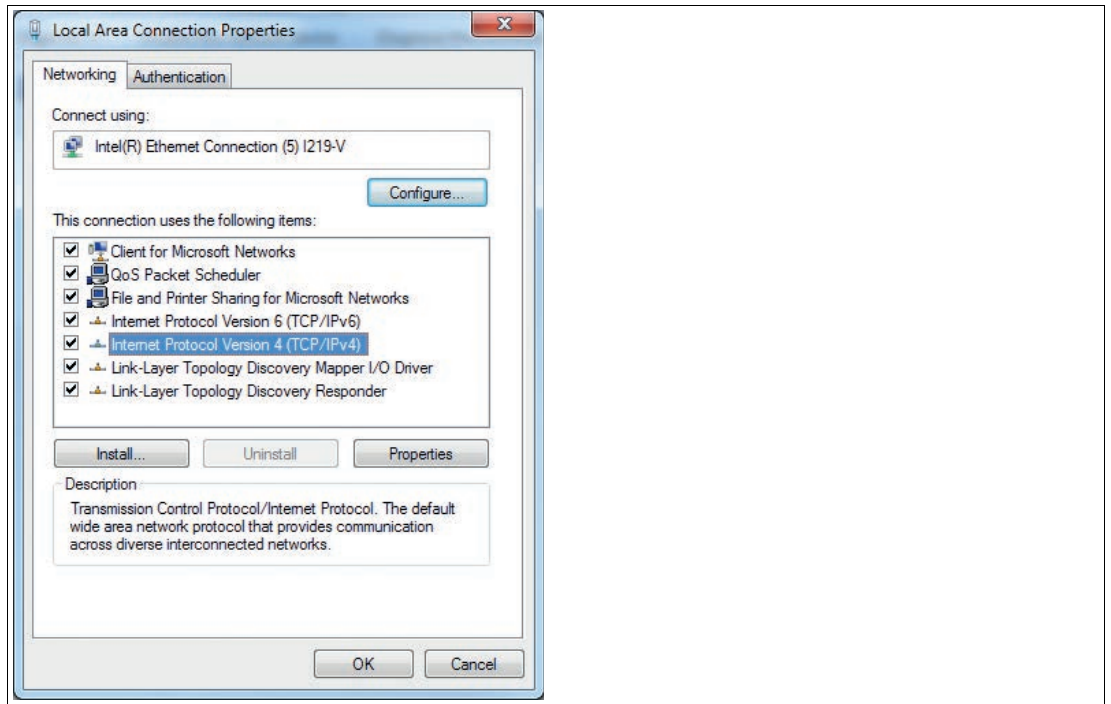 Local Area Connection Properties
Networking
Authentication
Connect using:
Intel(R) Ethernet Connection (5) I219-V
Configure...
This connection uses the following items:
Client for Microsoft Networks
QoS Packet Scheduler
File and Printer Sharing for Microsoft Networks
Internet Protocol Version 6 (TCP/IPv6)
Internet Protocol Version 4 (TCP/IPv4)
Link-Layer Topology Discovery Mapper I/O Driver
Link-Layer Topology Discovery Responder
Install...
Uninstall
Properties
Description
Transmission Control Protocol/Internet Protocol. The default
wide area network protocol that provides communication
across diverse interconnected networks.
OK
Cancel